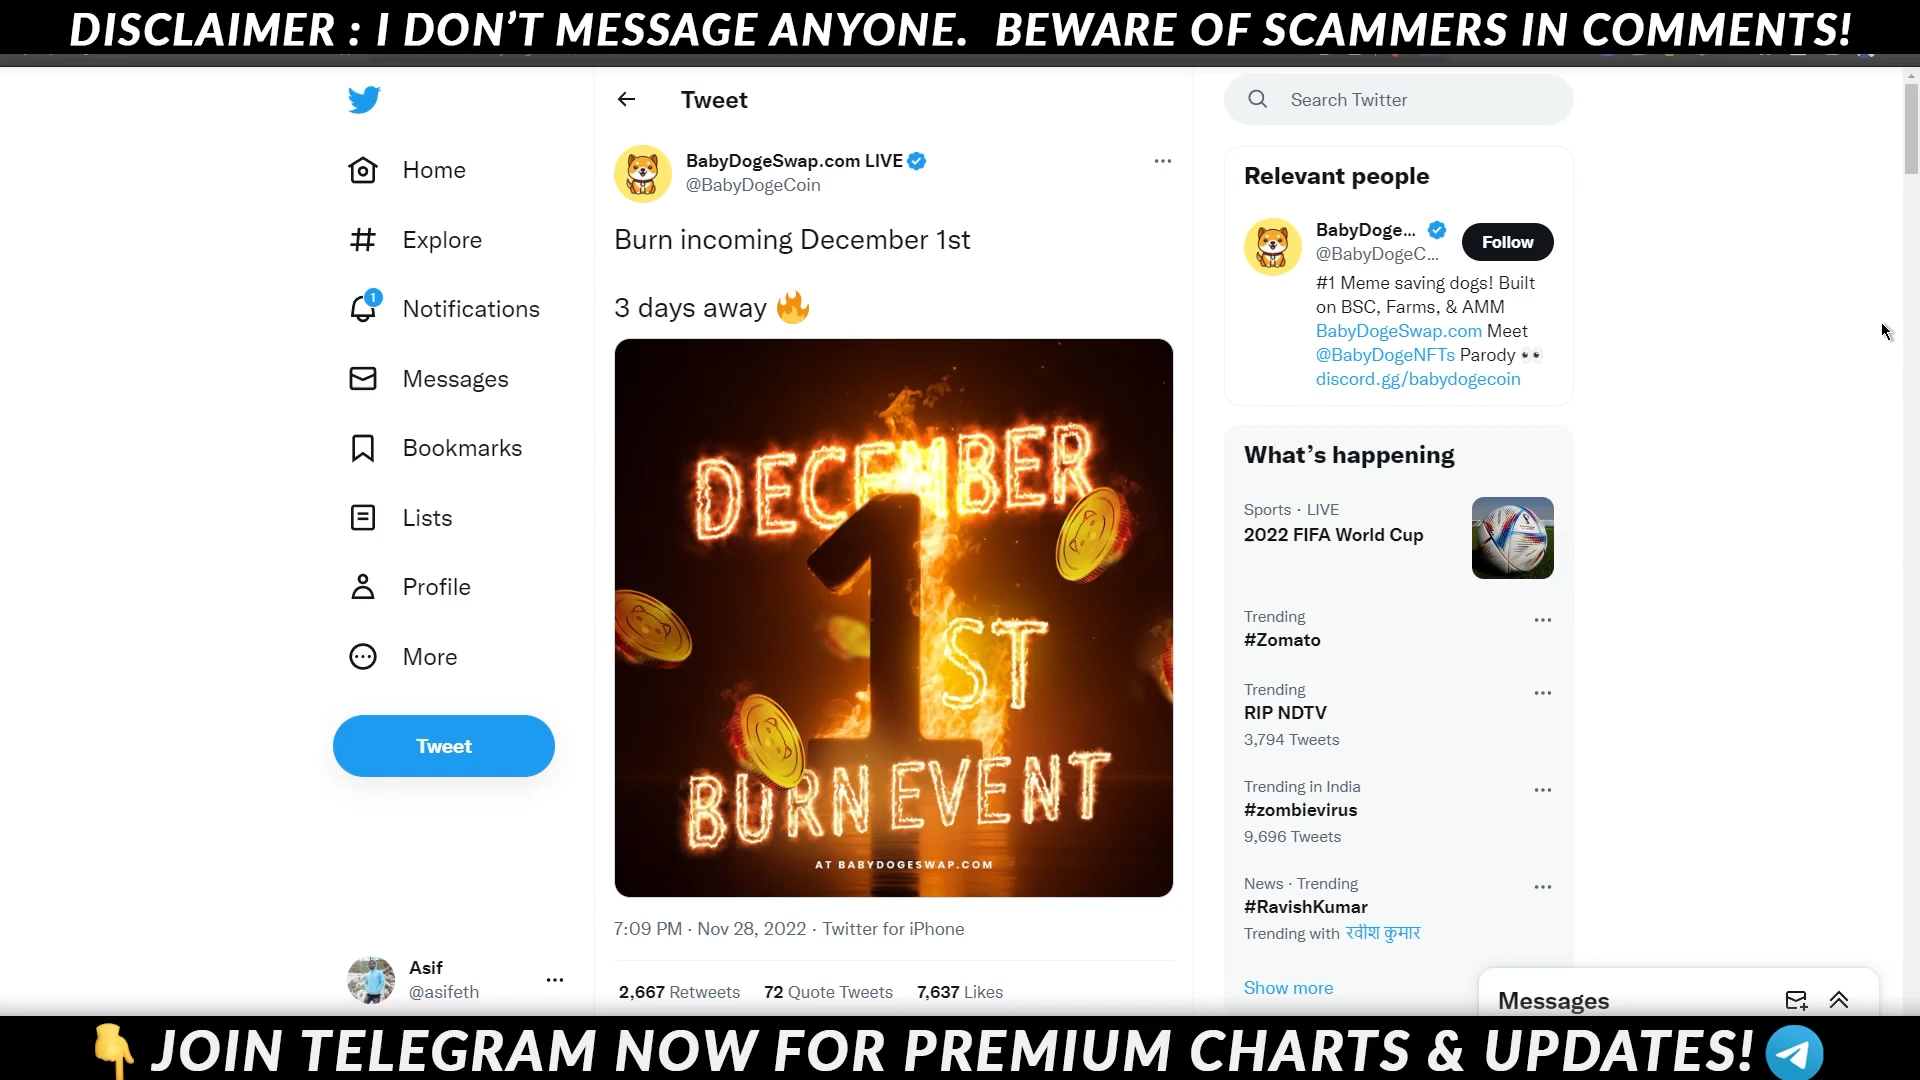 DISCLAIMER : I DON'T MESSAGE ANYONE. BEWARE OF SCAMMERS IN COMMENTS!
Home
Explore
1
Notifications
Messages
Bookmarks
Lists
Profile
More
Tweet
Asif
@asifeth
Tweet
BabyDogeSwap.com LIVE
@BabyDogeCoin
Burn incoming December 1st
3 days away 🔥
DECEMBER
1ST
BURN EVENT
AT BABYDOGESWAP.COM
7:09 PM · Nov 28, 2022 · Twitter for iPhone
2,667 Retweets 72 Quote Tweets 7,637 Likes
Search Twitter
Relevant people
BabyDoge...
@BabyDogeC...
Follow
#1 Meme saving dogs! Built
on BSC, Farms, & AMM
BabyDogeSwap.com Meet
@BabyDogeNFTs Parody 👀
discord.gg/babydogecoin
What's happening
Sports · LIVE
2022 FIFA World Cup
Trending
#Zomato
Trending
RIP NDTV
3,794 Tweets
Trending in India
#zombievirus
9,696 Tweets
News · Trending
#RavishKumar
Trending with रवीश कुमार
Show more
Messages
👇 JOIN TELEGRAM NOW FOR PREMIUM CHARTS & UPDATES!